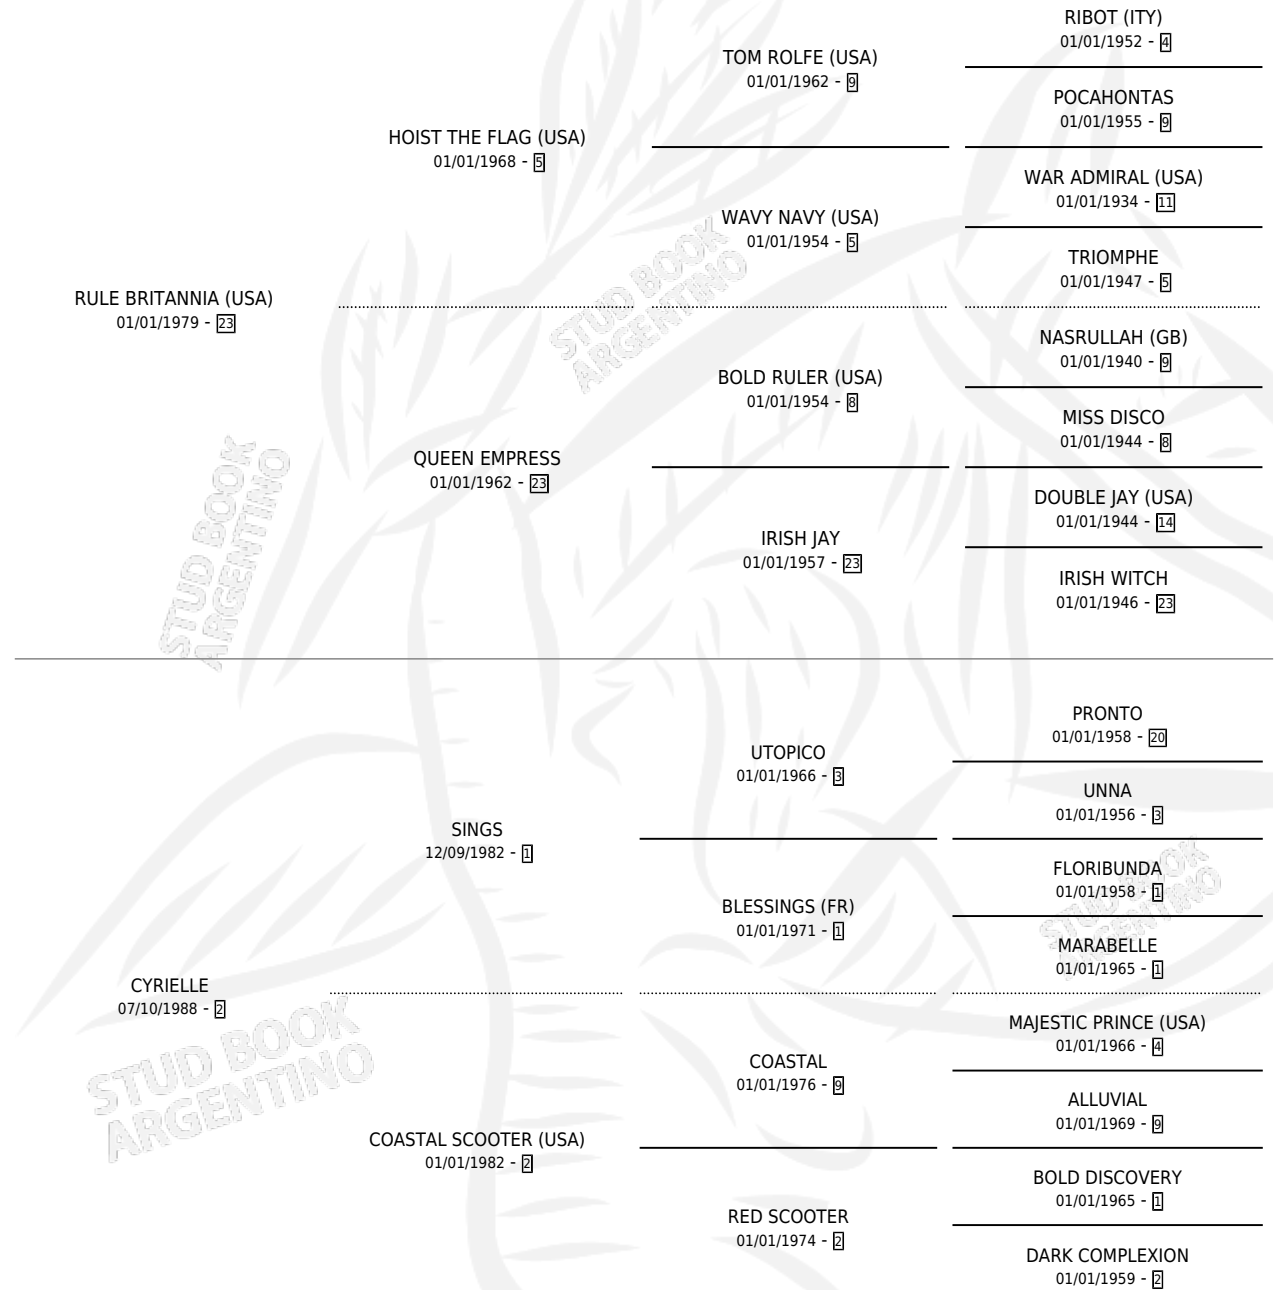 RIBOT (ITY)
01/01/1952 - 4
TOM ROLFE (USA)
01/01/1962 - 9
POCAHONTAS
01/01/1955 - 9
HOIST THE FLAG (USA)
01/01/1968 - 5
WAR ADMIRAL (USA)
01/01/1934 - 11
WAVY NAVY (USA)
01/01/1954 - 5
TRIOMPHE
01/01/1947 - 5
RULE BRITANNIA (USA)
01/01/1979 - 23
NASRULLAH (GB)
01/01/1940 - 9
BOLD RULER (USA)
01/01/1954 - 8
MISS DISCO
01/01/1944 - 8
QUEEN EMPRESS
01/01/1962 - 23
DOUBLE JAY (USA)
01/01/1944 - 14
IRISH JAY
01/01/1957 - 23
IRISH WITCH
01/01/1946 - 23
PRONTO
01/01/1958 - 20
UTOPICO
01/01/1966 - 3
UNNA
01/01/1956 - 3
SINGS
12/09/1982 - 1
FLORIBUNDA
01/01/1958 - 1
BLESSINGS (FR)
01/01/1971 - 1
MARABELLE
01/01/1965 - 1
CYRIELLE
07/10/1988 - 2
MAJESTIC PRINCE (USA)
01/01/1966 - 4
COASTAL
01/01/1976 - 9
ALLUVIAL
01/01/1969 - 9
COASTAL SCOOTER (USA)
01/01/1982 - 2
BOLD DISCOVERY
01/01/1965 - 1
RED SCOOTER
01/01/1974 - 2
DARK COMPLEXION
01/01/1959 - 2
STUD BOOK
ARGENTINO
STUD BOOK
ARGENTINO
STUD BOOK
ARGENTINO
STUD BOOK
ARGENTINO